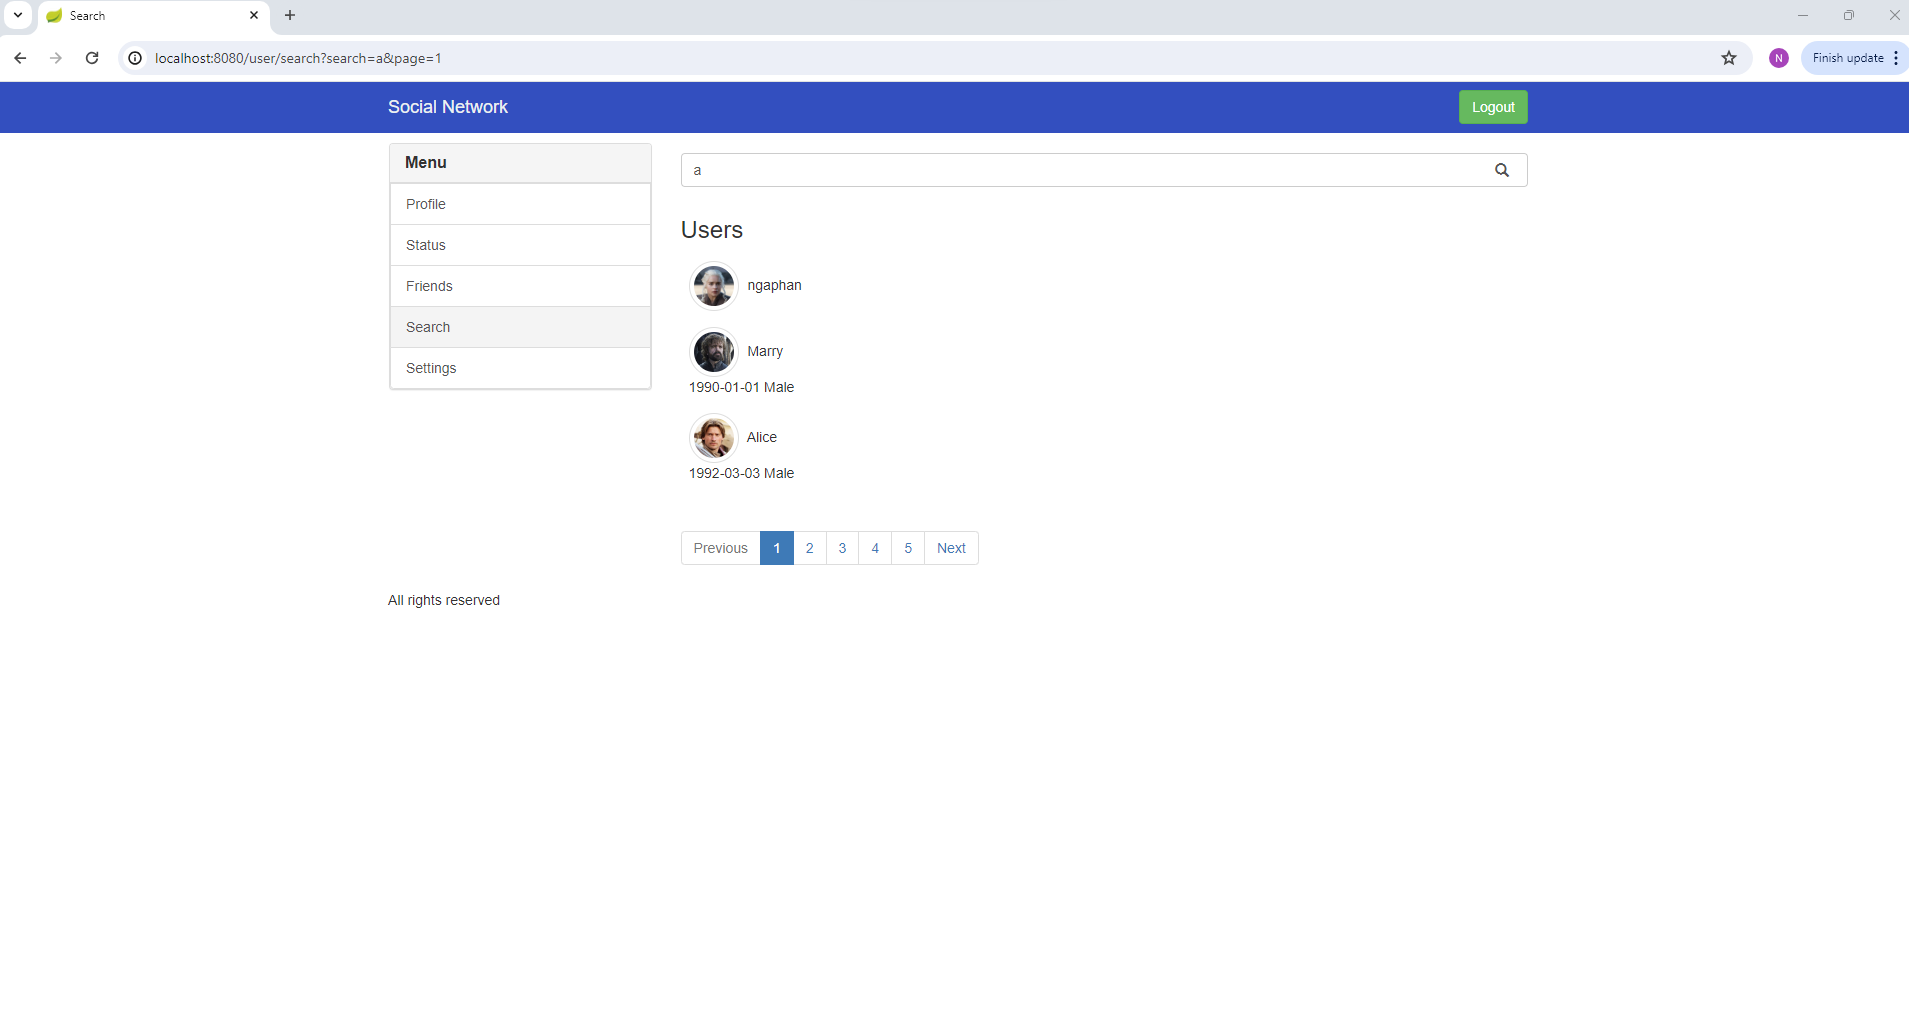 Search
localhost:8080/user/search?search=a&page=1
N
Finish update
Social Network
Logout
Menu
Profile
Status
Friends
Search
Settings
a
Users
ngaphan
Marry
1990-01-01 Male
Alice
1992-03-03 Male
Previous 1 2 3 4 5 Next
All rights reserved